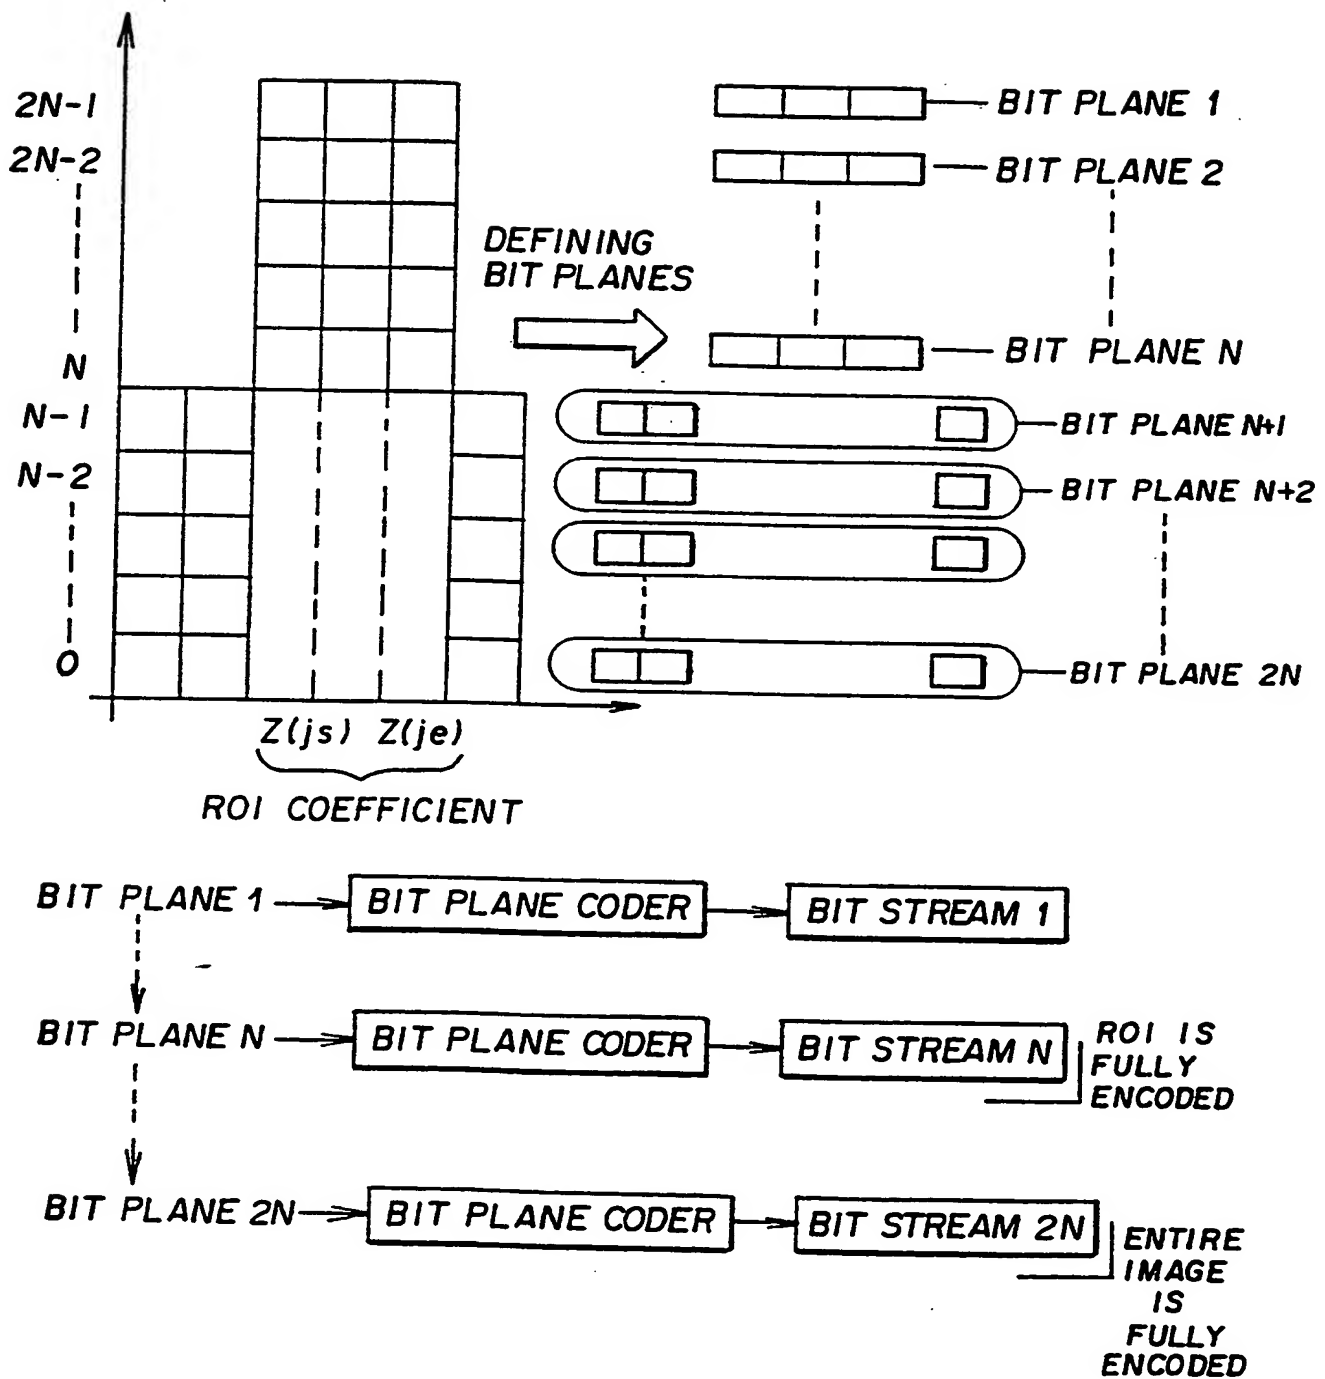 2N-1
2N-2
N
N-1
N-2
0
DEFINING
BIT PLANES
BIT PLANE 1
BIT PLANE 2
BIT PLANE N
BIT PLANE N+1
BIT PLANE N+2
BIT PLANE 2N
Z(js) Z(je)
ROI COEFFICIENT
BIT PLANE 1 BIT PLANE CODER BIT STREAM 1
BIT PLANE N BIT PLANE CODER BIT STREAM N
ROI IS
FULLY
ENCODED
BIT PLANE 2N BIT PLANE CODER BIT STREAM 2N
ENTIRE
IMAGE
IS
FULLY
ENCODED